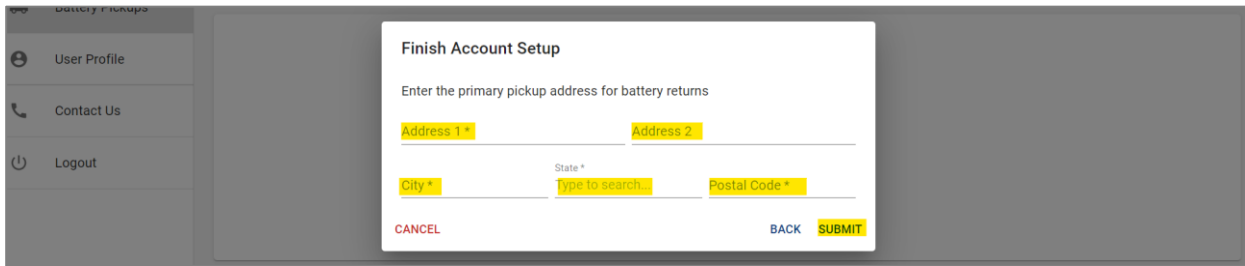 Battery Pickups
User Profile
Contact Us
Logout
Finish Account Setup
Enter the primary pickup address for battery returns
Address 1 *
Address 2
City *
State *
Type to search...
Postal Code *
CANCEL
BACK
SUBMIT